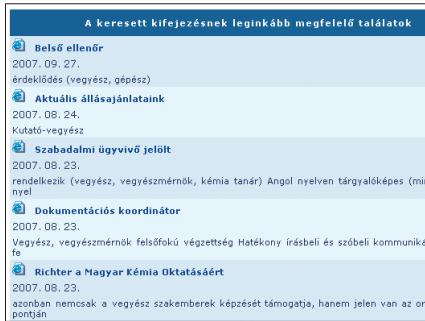 A keresett kifejezésnek leginkább megfelelő találatok
Belső ellenőr
2007. 09. 27.
érdeklődés (vegyész, gépész)
Aktuális állásajánlataink
2007. 08. 24.
Kutató-vegyész
Szabadalmi ügyvivő jelölt
2007. 08. 23.
rendelkezik (vegyész, vegyészmérnök, kémia tanár) Angol nyelven tárgyalóképes (mi
nyel
Dokumentációs koordinátor
2007. 08. 23.
Vegyész, vegyészmérnök felsőfokú végzettség Hatékony írásbeli és szóbeli kommuniká
fe
Richter a Magyar Kémia Oktatásáért
2007. 08. 23.
azonban nemcsak a vegyész szakemberek képzését támogatja, hanem jelen van az or
pontján